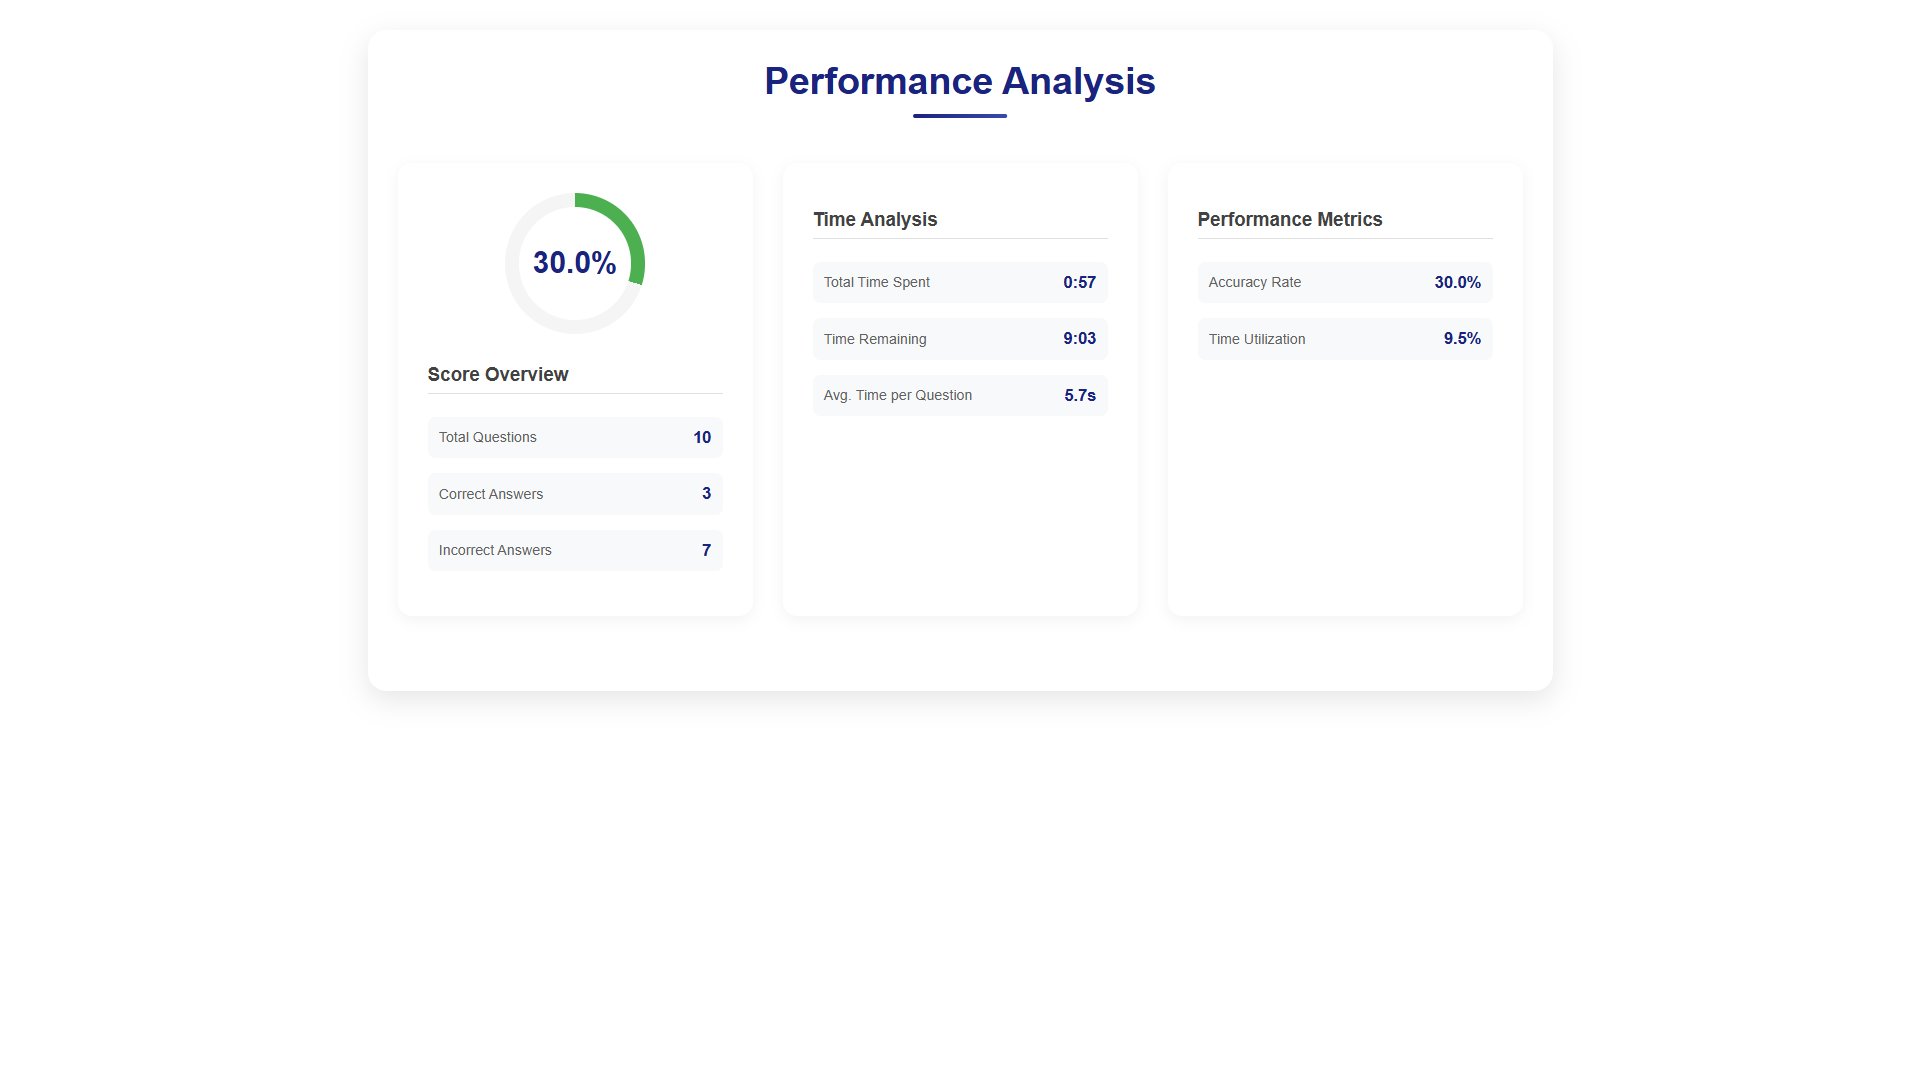 Performance Analysis
30.0%
Score Overview
Total Questions 10
Correct Answers 3
Incorrect Answers 7
Time Analysis
Total Time Spent 0:57
Time Remaining 9:03
Avg. Time per Question 5.7s
Performance Metrics
Accuracy Rate 30.0%
Time Utilization 9.5%